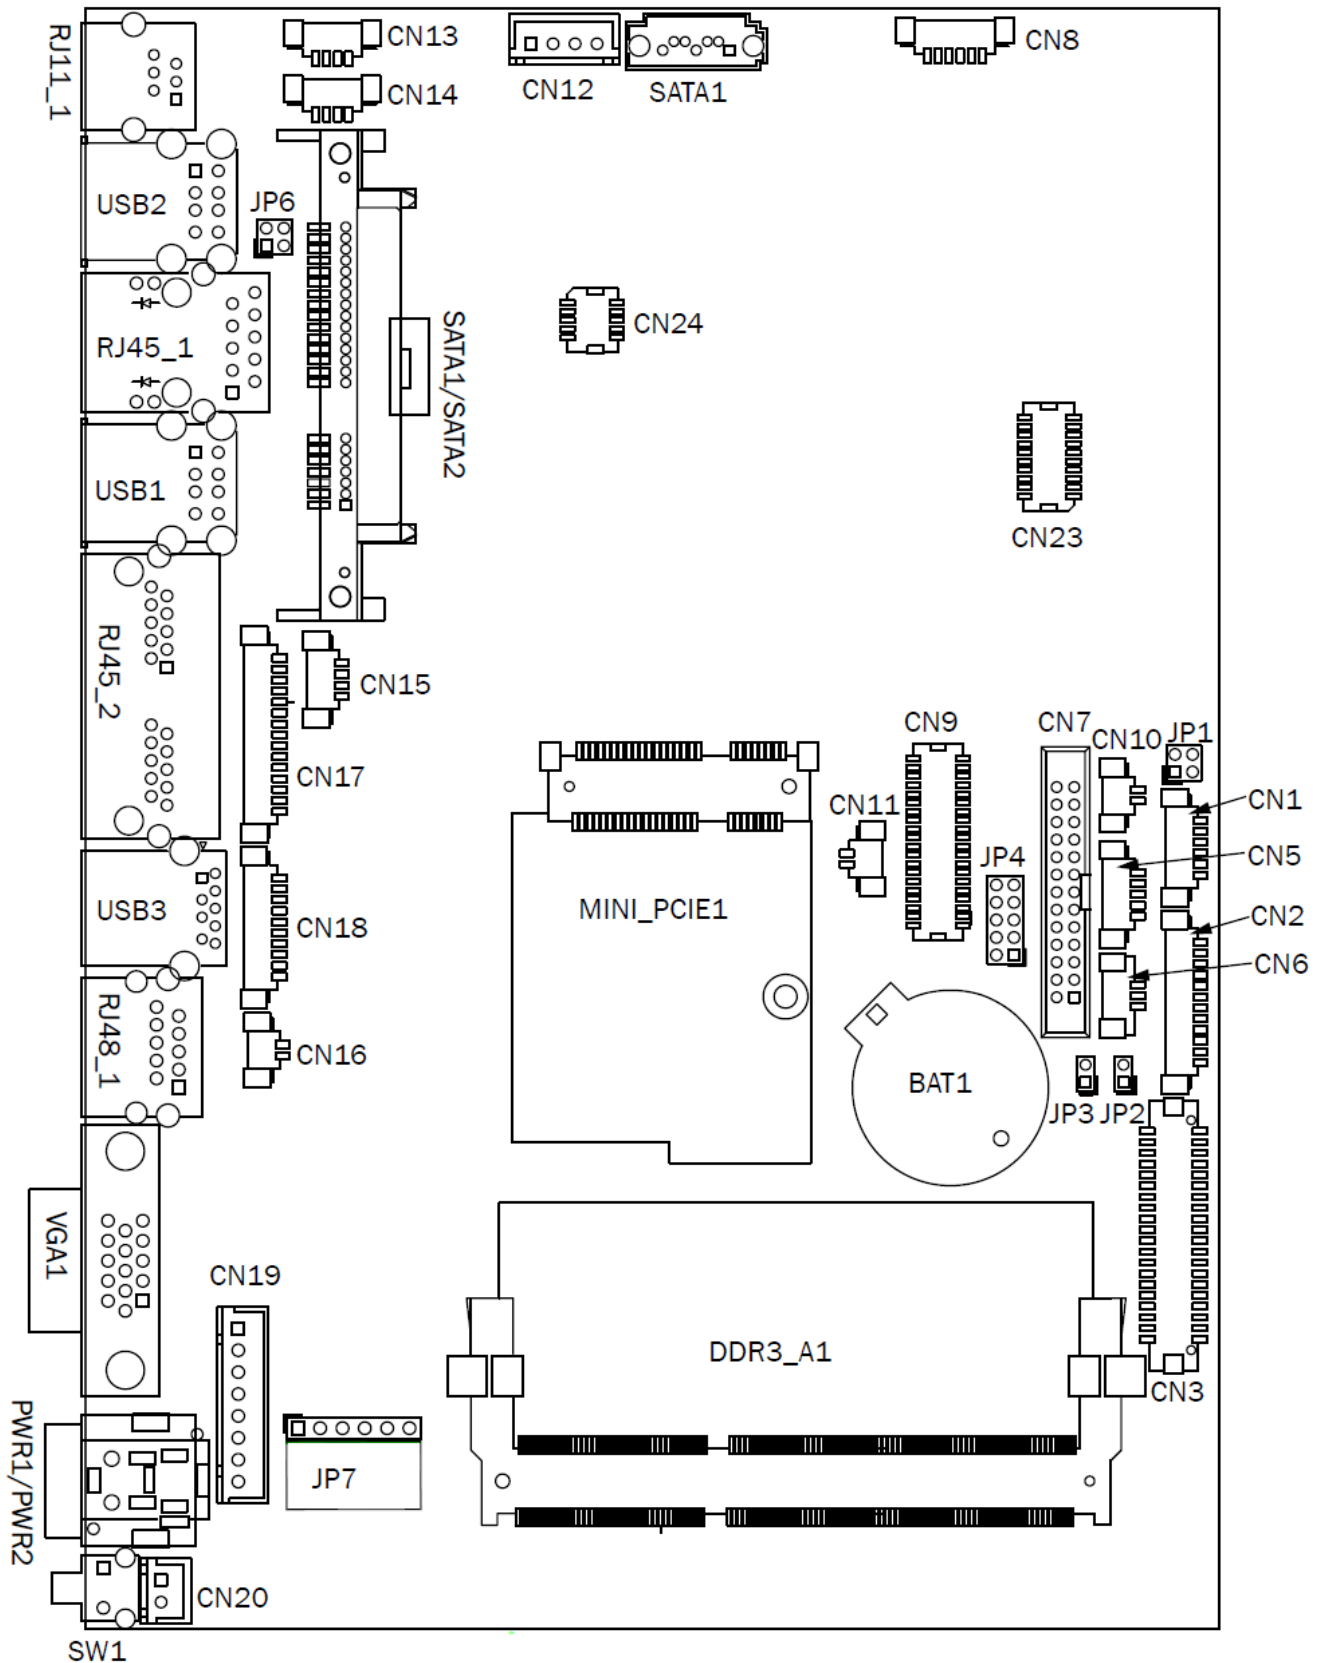 RJ11_1
CN13
CN14
CN12
SATA1
CN8
USB2
JP6
RJ45_1
SATA1/SATA2
CN24
CN23
USB1
RJ45_2
CN15
CN17
CN9
CN7
CN10
JP1
CN1
CN11
CN5
JP4
MINI_PCIE1
USB3
CN18
CN2
CN6
RJ48_1
CN16
BAT1
JP3
JP2
VGA1
CN19
DDR3_A1
CN3
PWR1/PWR2
JP7
CN20
SW1